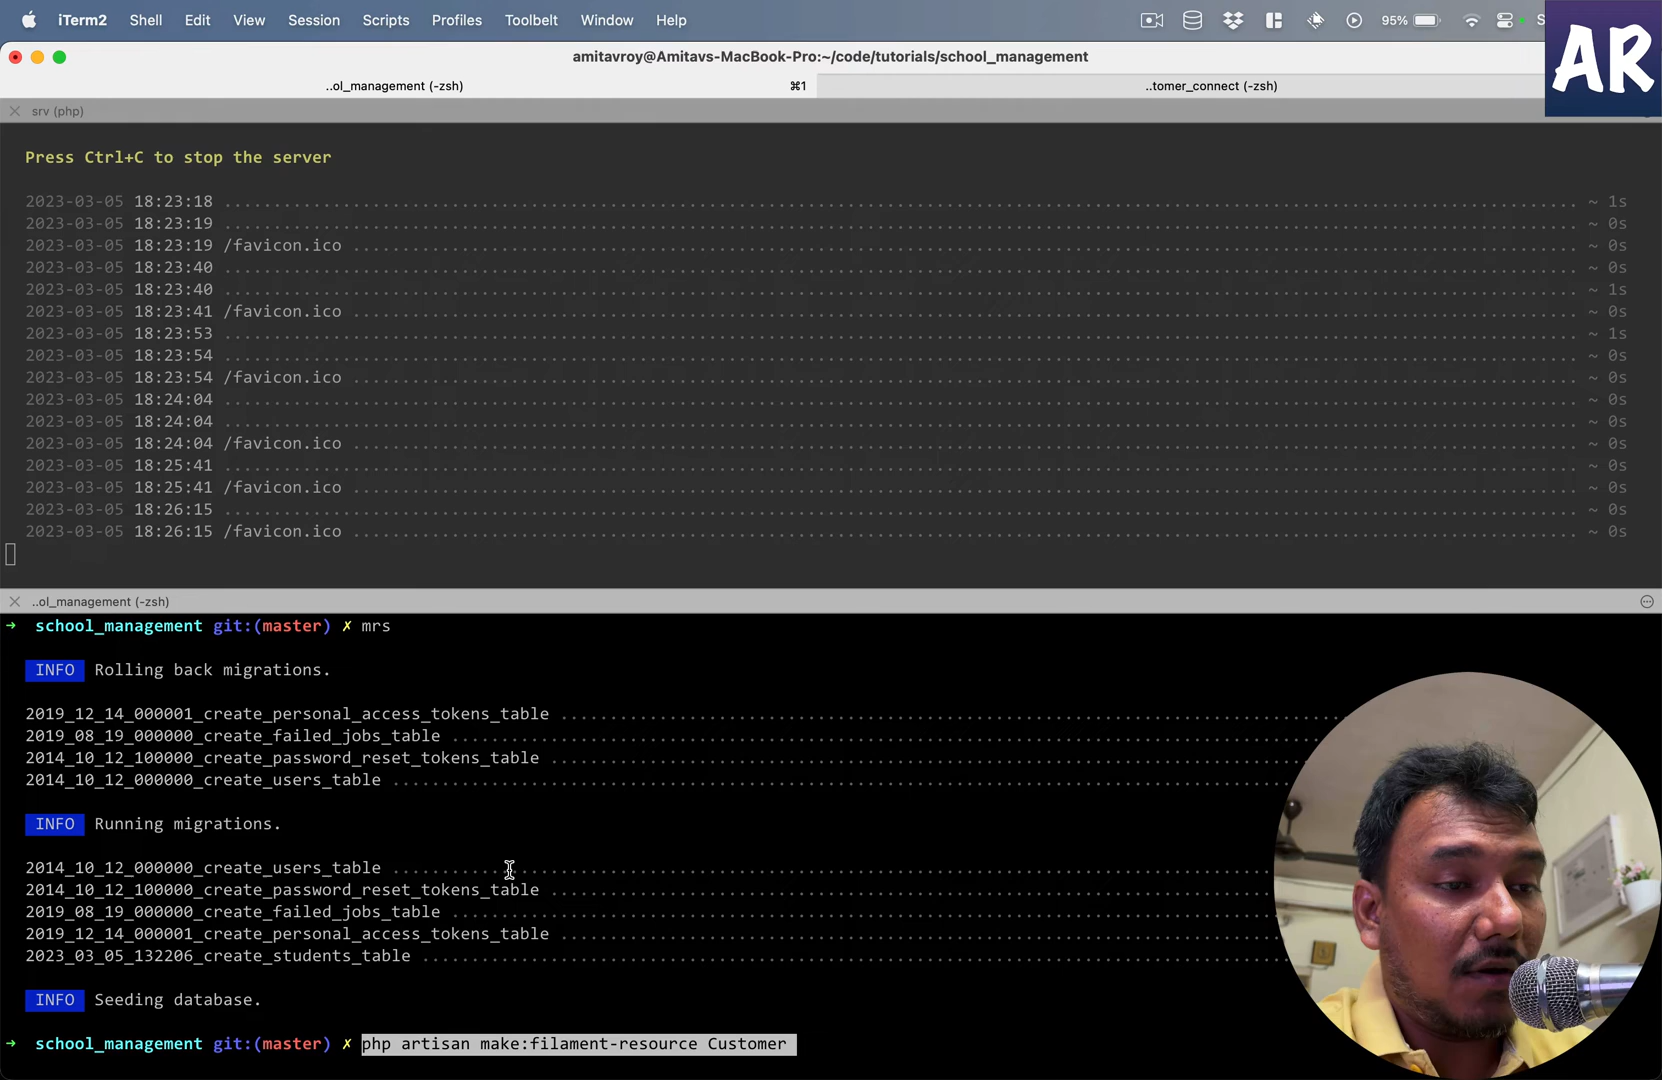 iTerm2 Shell Edit View Session Scripts Profiles Toolbelt Window Help 95% S
AR
amitavroy@Amitavs-MacBook-Pro:~/code/tutorials/school_management
..ol_management (-zsh) ⌘1 ..tomer_connect (-zsh)
srv (php)
Press Ctrl+C to stop the server
2023-03-05 18:23:18 ........ ~ 1s
2023-03-05 18:23:19 ........ ~ 0s
2023-03-05 18:23:19 /favicon.ico ........ ~ 0s
2023-03-05 18:23:40 ........ ~ 0s
2023-03-05 18:23:40 ........ ~ 1s
2023-03-05 18:23:41 /favicon.ico ........ ~ 0s
2023-03-05 18:23:53 ........ ~ 1s
2023-03-05 18:23:54 ........ ~ 0s
2023-03-05 18:23:54 /favicon.ico ........ ~ 0s
2023-03-05 18:24:04 ........ ~ 0s
2023-03-05 18:24:04 ........ ~ 0s
2023-03-05 18:24:04 /favicon.ico ........ ~ 0s
2023-03-05 18:25:41 ........ ~ 0s
2023-03-05 18:25:41 /favicon.ico ........ ~ 0s
2023-03-05 18:26:15 ........ ~ 0s
2023-03-05 18:26:15 /favicon.ico ........ ~ 0s
..ol_management (-zsh)
→ school_management git:(master) ✗ mrs
INFO Rolling back migrations.
2019_12_14_000001_create_personal_access_tokens_table ........
2019_08_19_000000_create_failed_jobs_table ........
2014_10_12_100000_create_password_reset_tokens_table ........
2014_10_12_000000_create_users_table ........
INFO Running migrations.
2014_10_12_000000_create_users_table ........
2014_10_12_100000_create_password_reset_tokens_table ........
2019_08_19_000000_create_failed_jobs_table ........
2019_12_14_000001_create_personal_access_tokens_table ........
2023_03_05_132206_create_students_table ........
INFO Seeding database.
→ school_management git:(master) ✗ php artisan make:filament-resource Customer